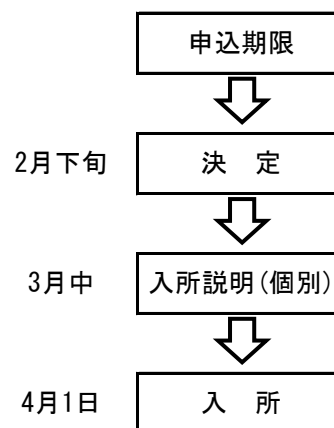 申込期限
2月下旬 決 定
3月中 入所説明(個別)
4月1日 入 所